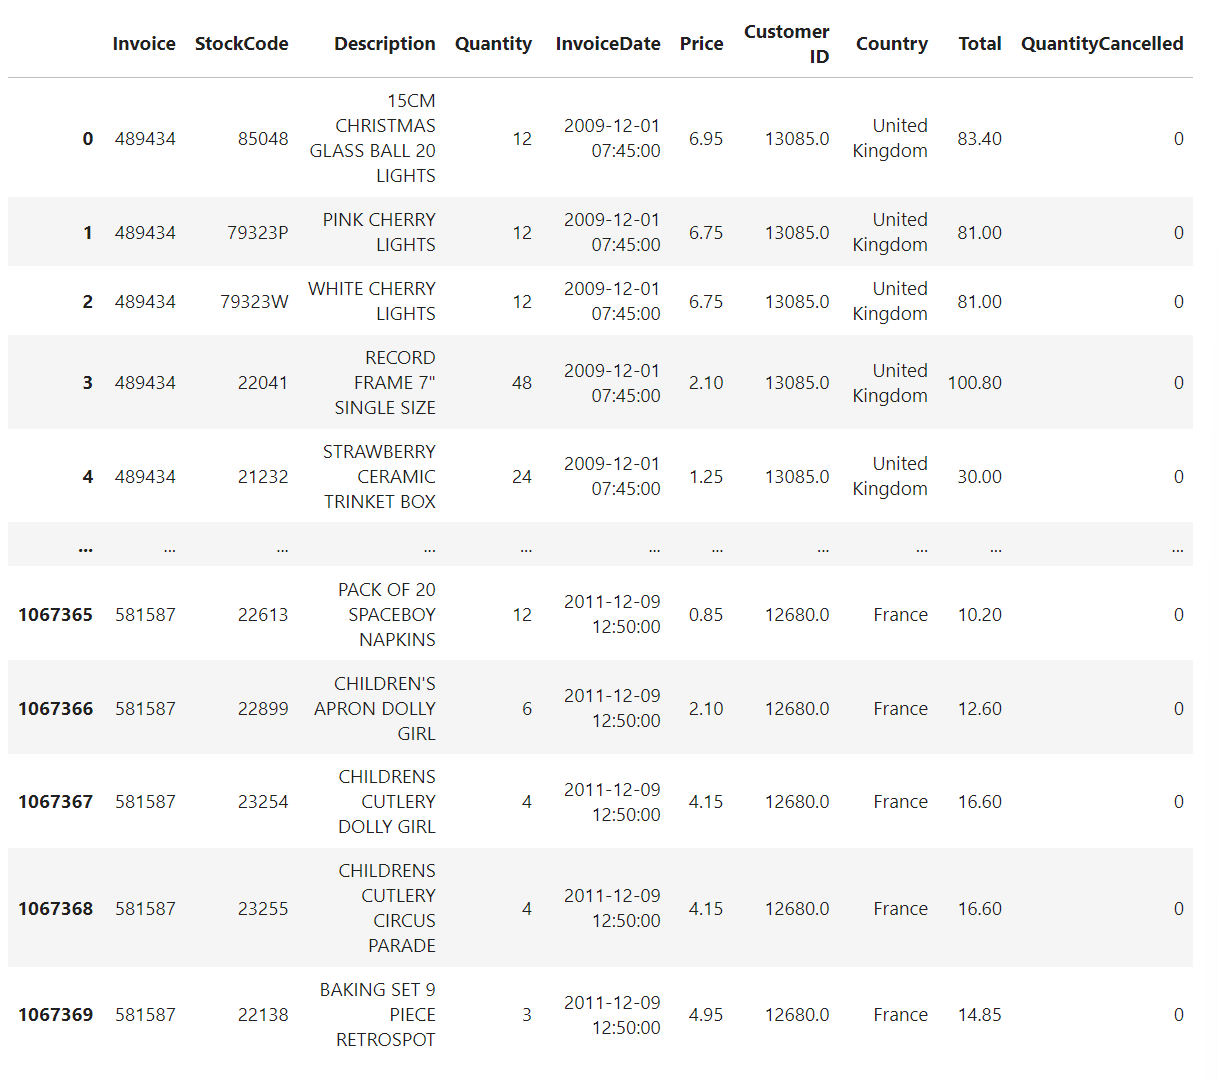 Invoice StockCode Description Quantity InvoiceDate Price Customer ID Country Total QuantityCancelled
0 489434 85048 15CM CHRISTMAS GLASS BALL 20 LIGHTS 12 2009-12-01 07:45:00 6.95 13085.0 United Kingdom 83.40 0
1 489434 79323P PINK CHERRY LIGHTS 12 2009-12-01 07:45:00 6.75 13085.0 United Kingdom 81.00 0
2 489434 79323W WHITE CHERRY LIGHTS 12 2009-12-01 07:45:00 6.75 13085.0 United Kingdom 81.00 0
3 489434 22041 RECORD FRAME 7" SINGLE SIZE 48 2009-12-01 07:45:00 2.10 13085.0 United Kingdom 100.80 0
4 489434 21232 STRAWBERRY CERAMIC TRINKET BOX 24 2009-12-01 07:45:00 1.25 13085.0 United Kingdom 30.00 0
... ... ... ... ... ... ... ... ... ... ...
1067365 581587 22613 PACK OF 20 SPACEBOY NAPKINS 12 2011-12-09 12:50:00 0.85 12680.0 France 10.20 0
1067366 581587 22899 CHILDREN'S APRON DOLLY GIRL 6 2011-12-09 12:50:00 2.10 12680.0 France 12.60 0
1067367 581587 23254 CHILDRENS CUTLERY DOLLY GIRL 4 2011-12-09 12:50:00 4.15 12680.0 France 16.60 0
1067368 581587 23255 CHILDRENS CUTLERY CIRCUS PARADE 4 2011-12-09 12:50:00 4.15 12680.0 France 16.60 0
1067369 581587 22138 BAKING SET 9 PIECE RETROSPOT 3 2011-12-09 12:50:00 4.95 12680.0 France 14.85 0